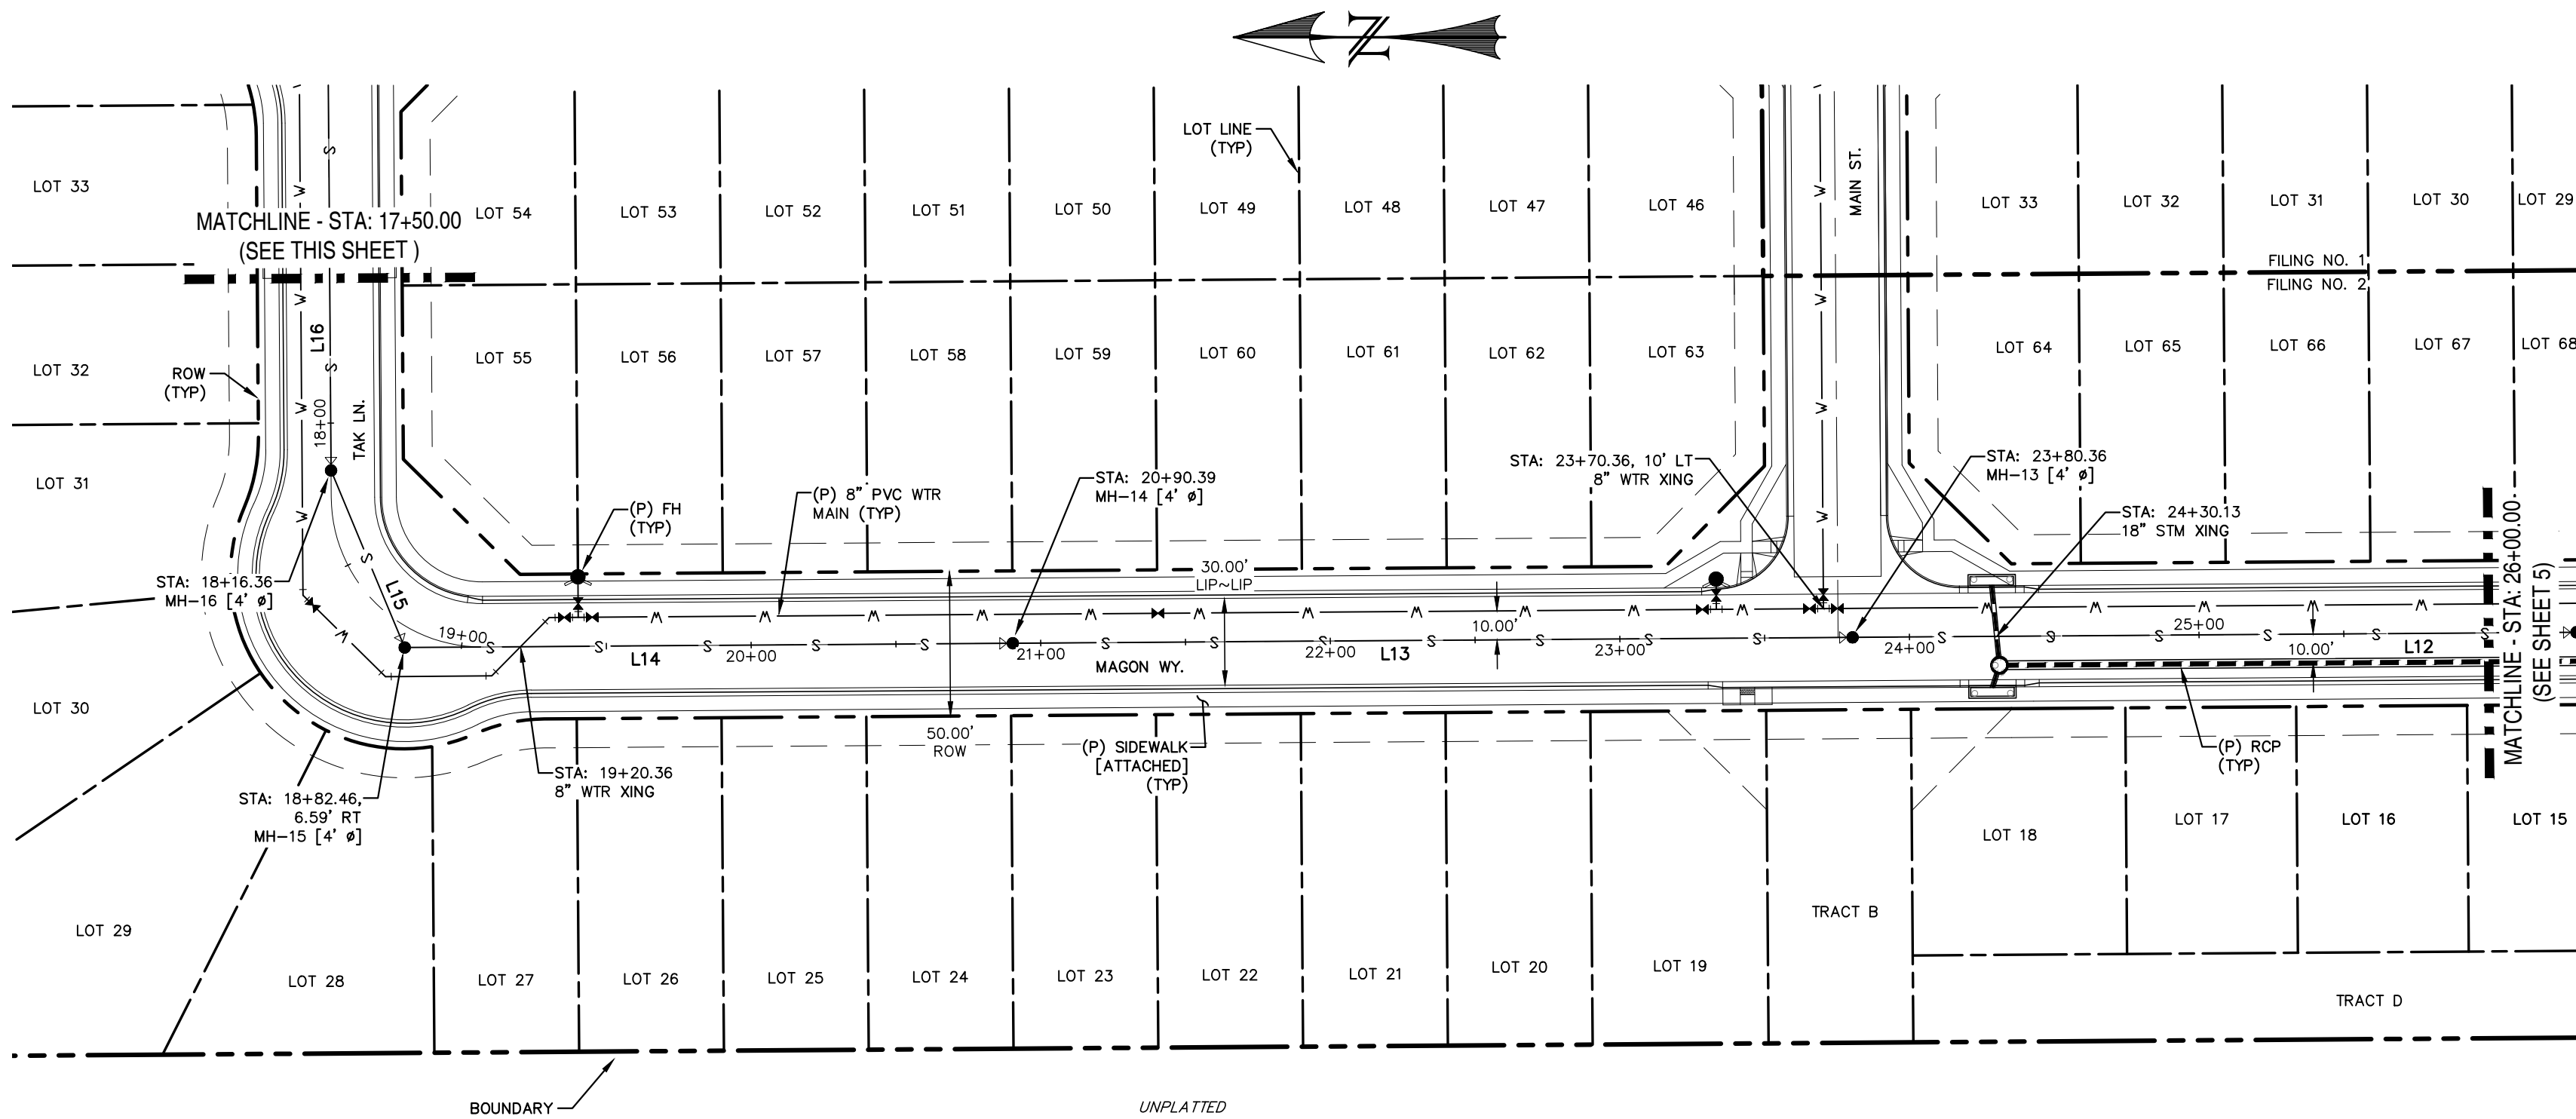 N
LOT 33
MATCHLINE - STA: 17+50.00
(SEE THIS SHEET )
LOT 54
LOT 53
LOT 52
LOT 51
LOT 50
LOT LINE
(TYP)
LOT 49
LOT 48
LOT 47
LOT 46
MAIN ST.
LOT 33
LOT 32
LOT 31
LOT 30
LOT 29
FILING NO. 1
FILING NO. 2
LOT 32
ROW
(TYP)
L16
18+00
TAK LN.
LOT 55
LOT 56
LOT 57
LOT 58
LOT 59
LOT 60
LOT 61
LOT 62
LOT 63
LOT 64
LOT 65
LOT 66
LOT 67
LOT 68
LOT 31
(P) FH
(TYP)
(P) 8" PVC WTR
MAIN (TYP)
STA: 20+90.39
MH-14 [4' ø]
STA: 23+70.36, 10' LT
8" WTR XING
STA: 23+80.36
MH-13 [4' ø]
STA: 24+30.13
18" STM XING
MATCHLINE - STA: 26+00.00
(SEE SHEET 5)
STA: 18+16.36
MH-16 [4' ø]
L15
30.00'
LIP~LIP
19+00
L14
20+00
21+00
MAGON WY.
22+00
L13
10.00'
23+00
24+00
25+00
10.00'
L12
LOT 30
50.00'
ROW
(P) SIDEWALK
[ATTACHED]
(TYP)
(P) RCP
(TYP)
STA: 19+20.36
8" WTR XING
STA: 18+82.46,
6.59' RT
MH-15 [4' ø]
LOT 18
LOT 17
LOT 16
LOT 15
LOT 29
LOT 28
LOT 27
LOT 26
LOT 25
LOT 24
LOT 23
LOT 22
LOT 21
LOT 20
LOT 19
TRACT B
TRACT D
BOUNDARY
UNPLATTED